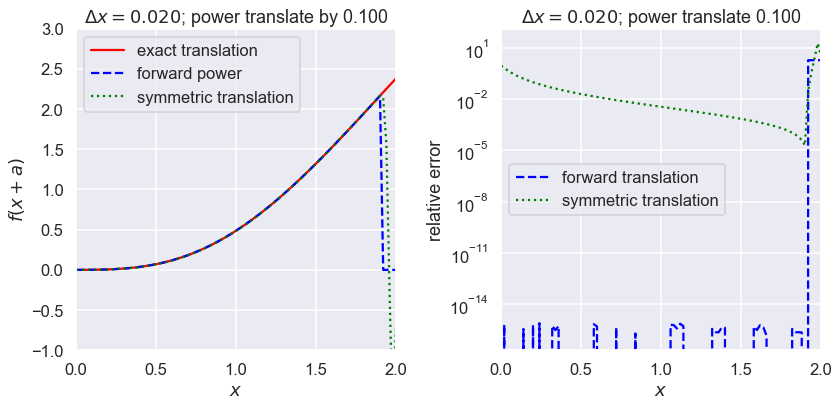 Δx = 0.020; power translate by 0.100
f(x + a)
3.0
2.5
2.0
1.5
1.0
0.5
0.0
−0.5
−1.0
exact translation
forward power
symmetric translation
0.0 0.5 1.0 1.5 2.0
x
Δx = 0.020; power translate 0.100
relative error
10¹
10⁻²
10⁻⁵
10⁻⁸
10⁻¹¹
10⁻¹⁴
forward translation
symmetric translation
0.0 0.5 1.0 1.5 2.0
x